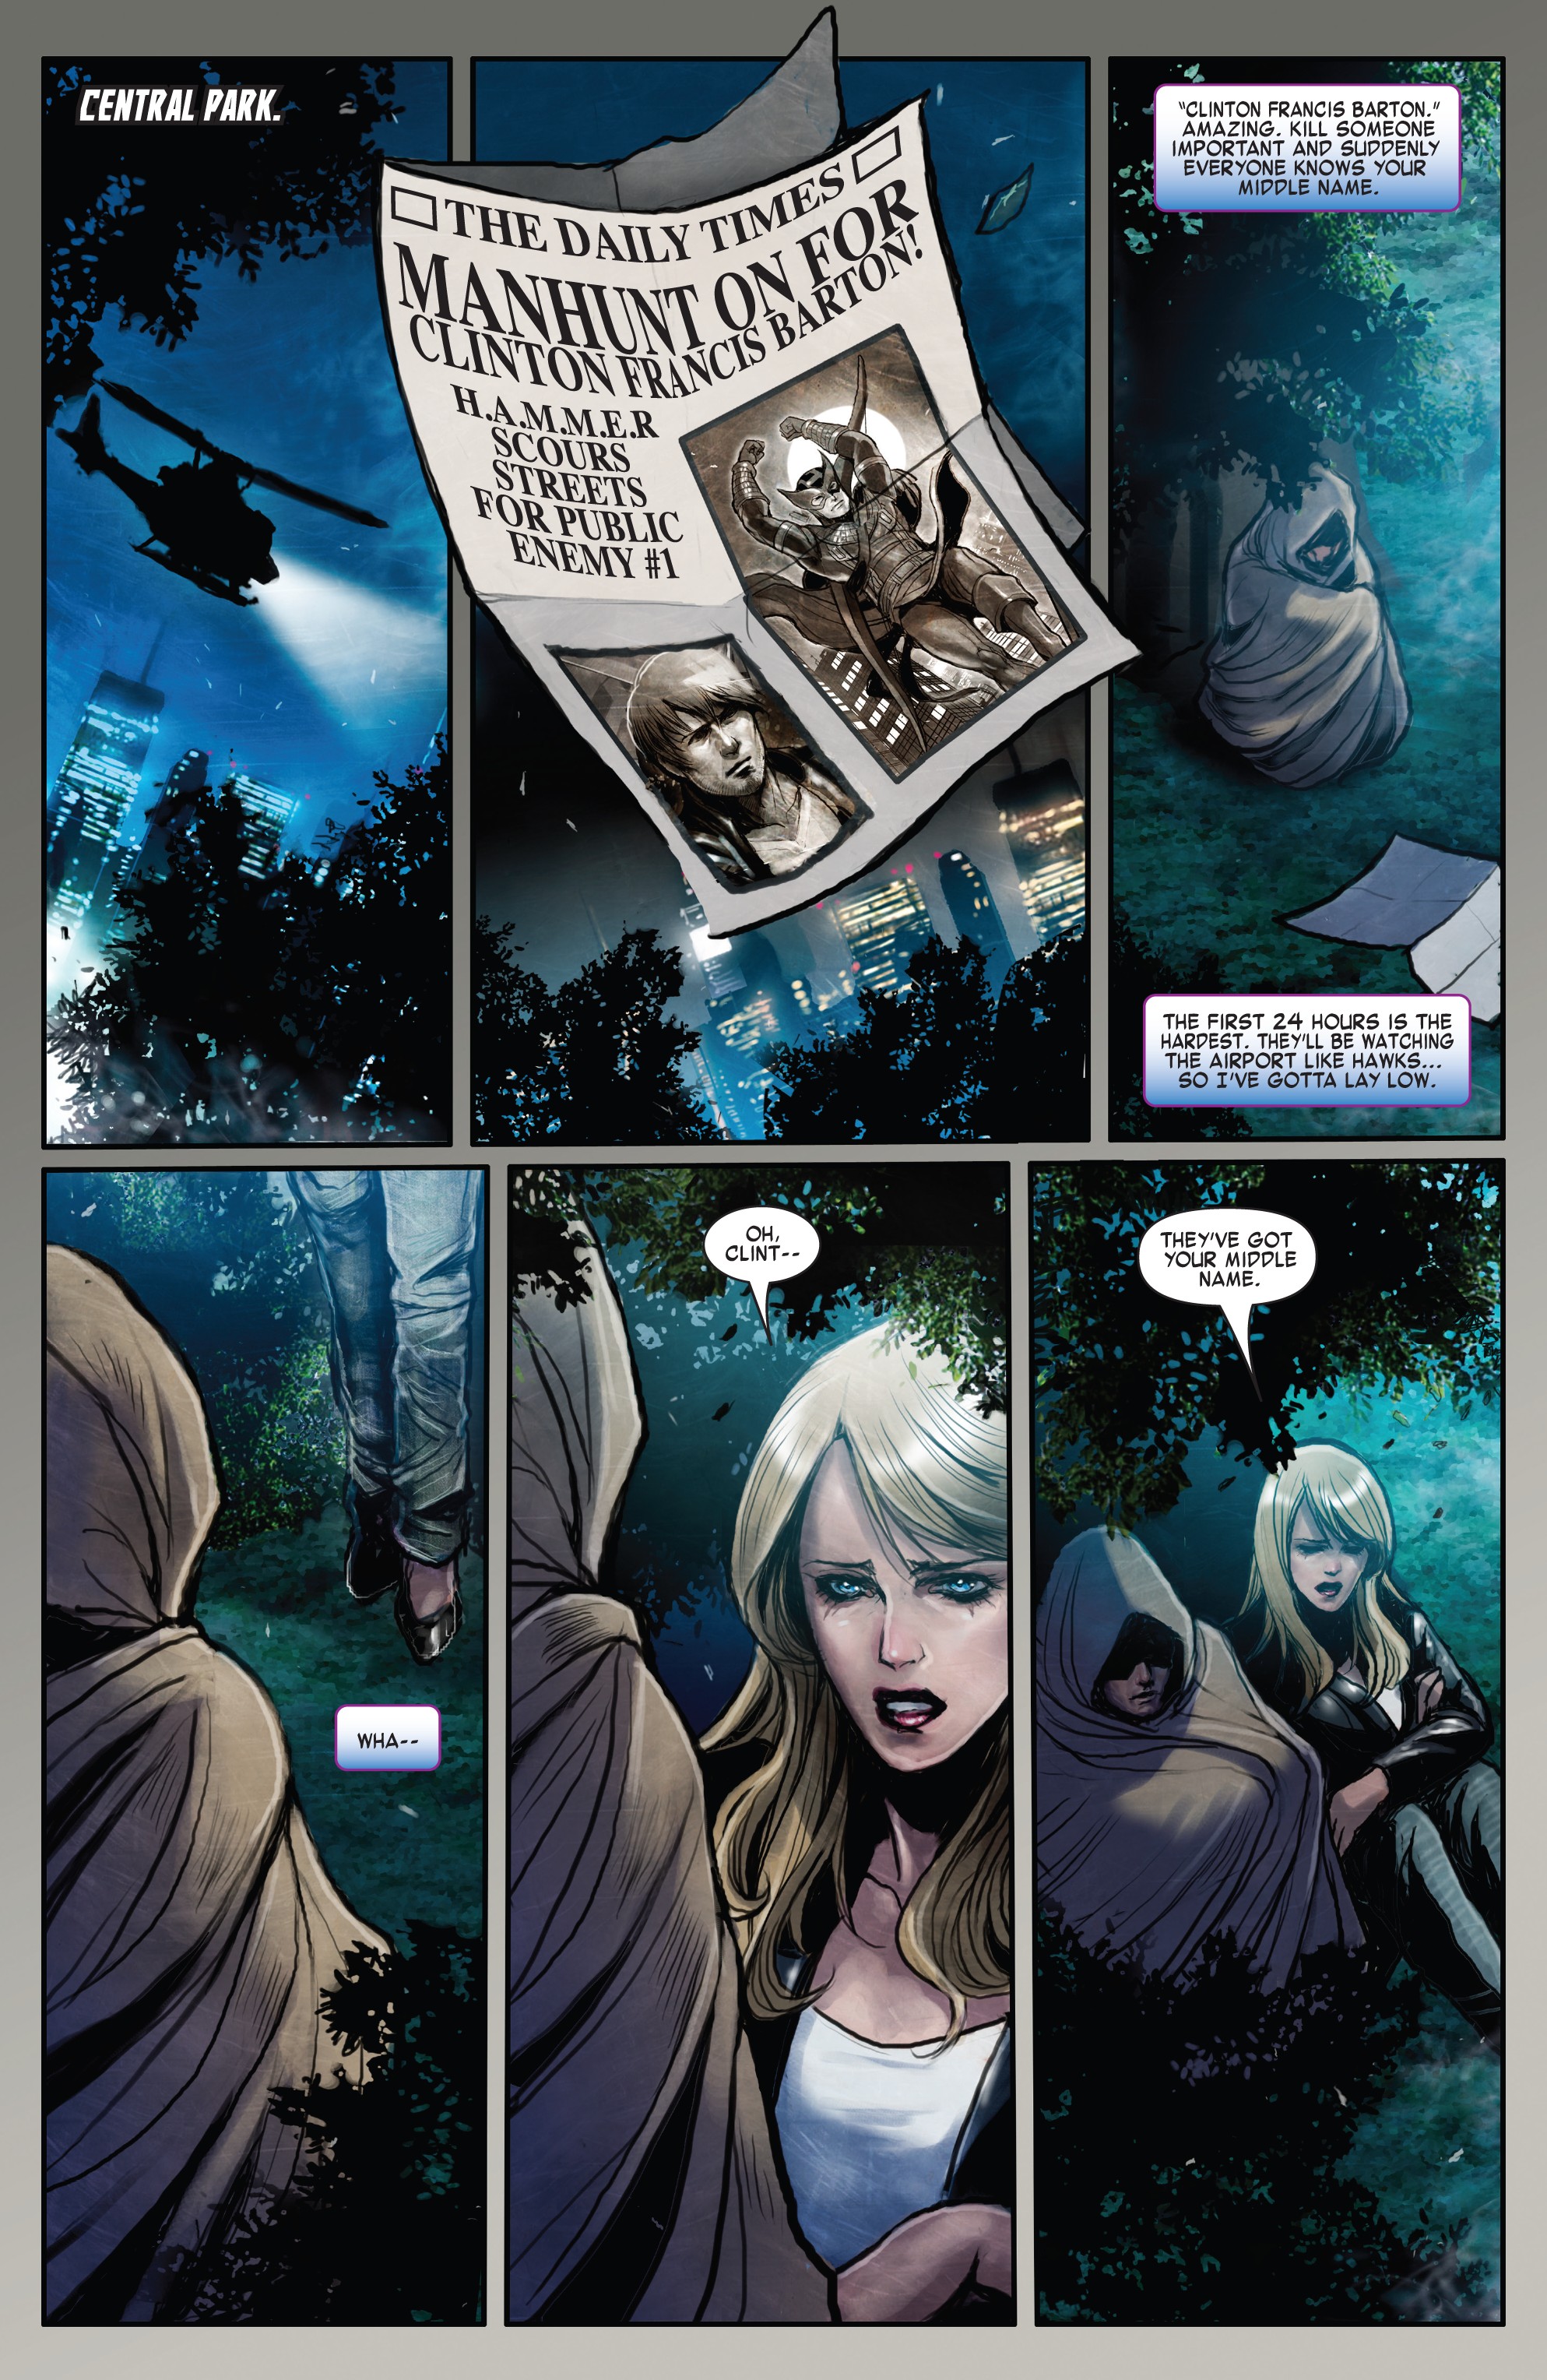 CENTRAL PARK.
THE DAILY TIMES
MANHUNT ON FOR
CLINTON FRANCIS BARTON!
H.A.M.M.E.R
SCOURS
STREETS
FOR PUBLIC
ENEMY #1
"CLINTON FRANCIS BARTON."
AMAZING. KILL SOMEONE
IMPORTANT AND SUDDENLY
EVERYONE KNOWS YOUR
MIDDLE NAME.
THE FIRST 24 HOURS IS THE
HARDEST. THEY'LL BE WATCHING
THE AIRPORT LIKE HAWKS...
SO I'VE GOTTA LAY LOW.
WHA--
OH,
CLINT--
THEY'VE GOT
YOUR MIDDLE
NAME.